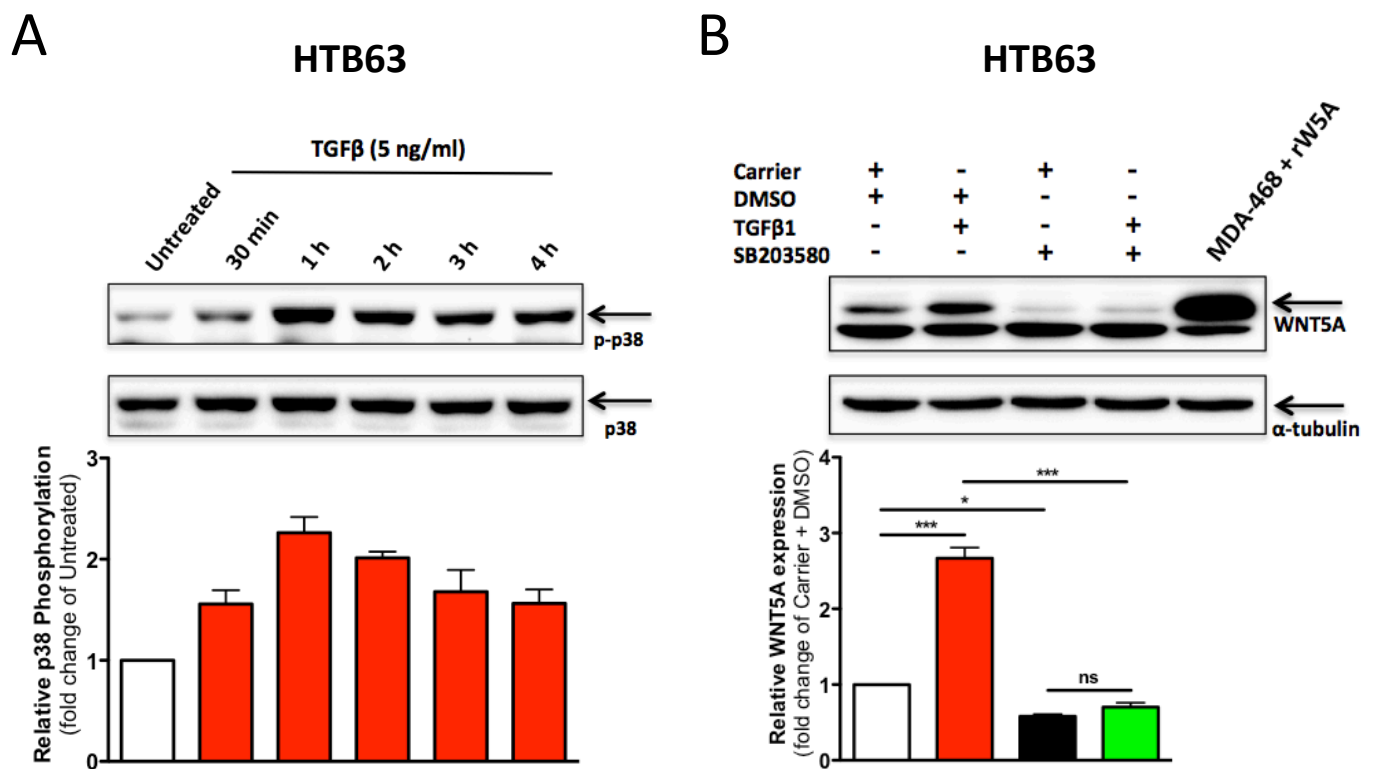 A
HTB63
TGFβ (5 ng/ml)
Untreated
30 min
1 h
2 h
3 h
4 h
p-p38
p38
Relative p38 Phosphorylation
(fold change of Untreated)
3
2
1
0
B
HTB63
Carrier + - + -
DMSO + + - -
TGFβ1 - + - +
SB203580 - - + +
MDA-468 + rW5A
WNT5A
α-tubulin
Relative WNT5A expression
(fold change of Carrier + DMSO)
4
3
2
1
0
***
*
***
ns